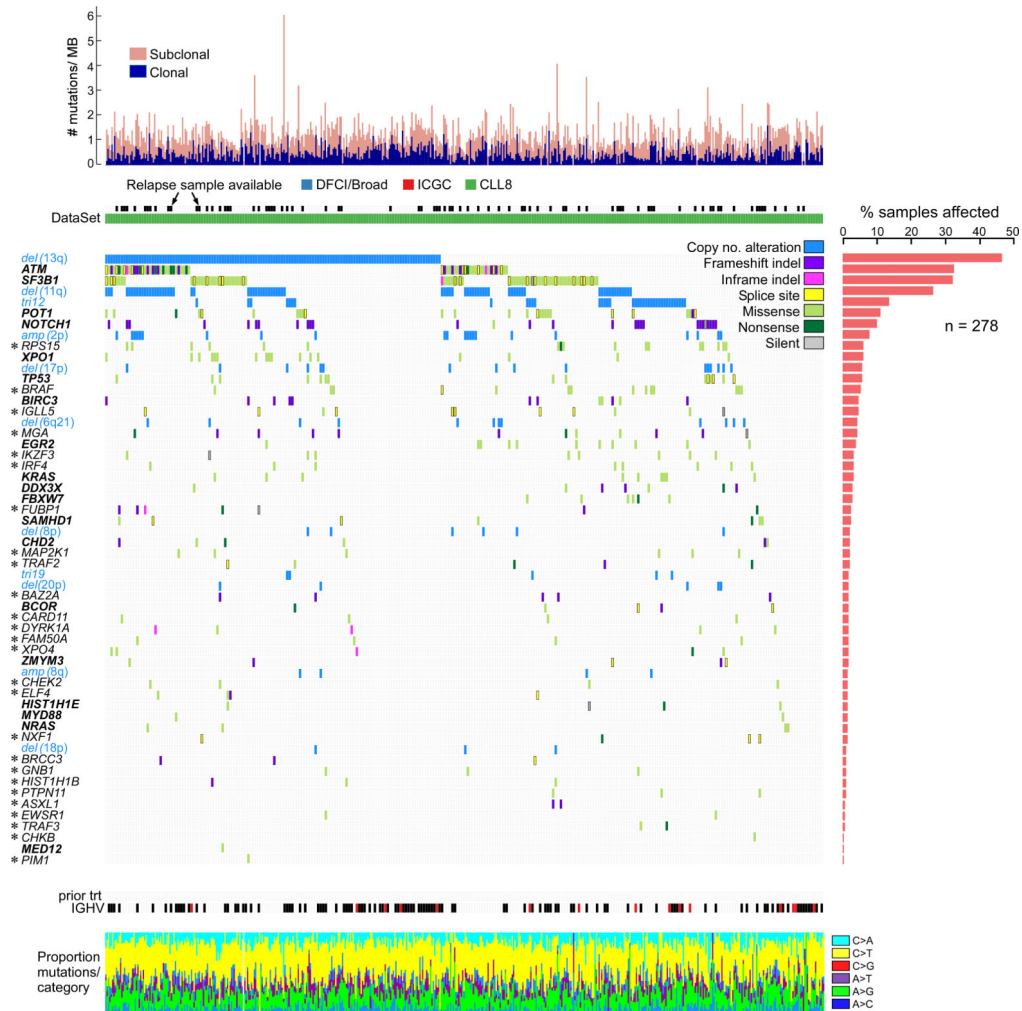 6
5
4
3
2
1
0
# mutations/ MB
Subclonal
Clonal
Relapse sample available
DFCI/Broad
ICGC
CLL8
DataSet
% samples affected
0 10 20 30 40 50
Copy no. alteration
Frameshift indel
Inframe indel
Splice site
Missense
Nonsense
Silent
n = 278
del(13q)
ATM
SF3B1
del(11q)
tri12
POT1
NOTCH1
amp(2p)
* RPS15
XPO1
del(17p)
TP53
* BRAF
BIRC3
* IGLL5
del(6q21)
* MGA
EGR2
* IKZF3
* IRF4
KRAS
DDX3X
FBXW7
* FUBP1
SAMHD1
del(8p)
CHD2
* MAP2K1
* TRAF2
tri19
del(20p)
* BAZ2A
BCOR
* CARD11
* DYRK1A
* FAM50A
* XPO4
ZMYM3
amp(8q)
* CHEK2
* ELF4
HIST1H1E
MYD88
NRAS
* NXF1
del(18p)
* BRCC3
* GNB1
* HIST1H1B
* PTPN11
* ASXL1
* EWSR1
* TRAF3
* CHKB
MED12
* PIM1
prior trt
IGHV
Proportion
mutations/
category
C>A
C>T
C>G
A>T
A>G
A>C